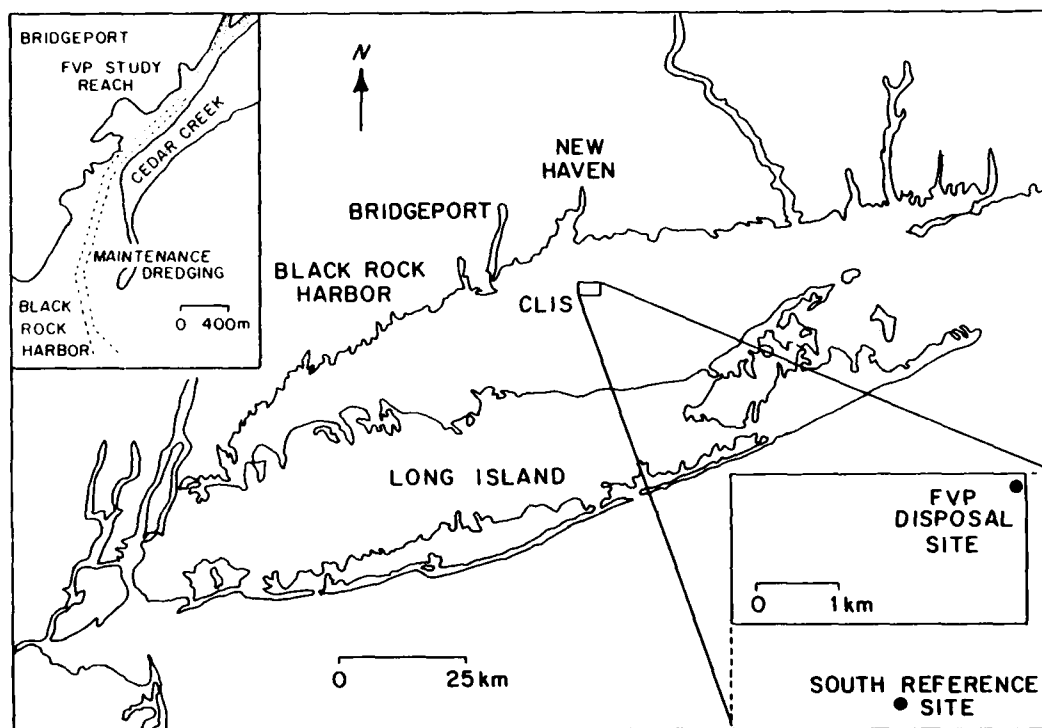 BRIDGEPORT
FVP STUDY
REACH
CEDAR CREEK
MAINTENANCE
DREDGING
0 400m
BLACK
ROCK
HARBOR
N
NEW
HAVEN
BRIDGEPORT
BLACK ROCK
HARBOR
CLIS
LONG ISLAND
0 25km
FVP
DISPOSAL
SITE
0 1km
SOUTH REFERENCE
SITE